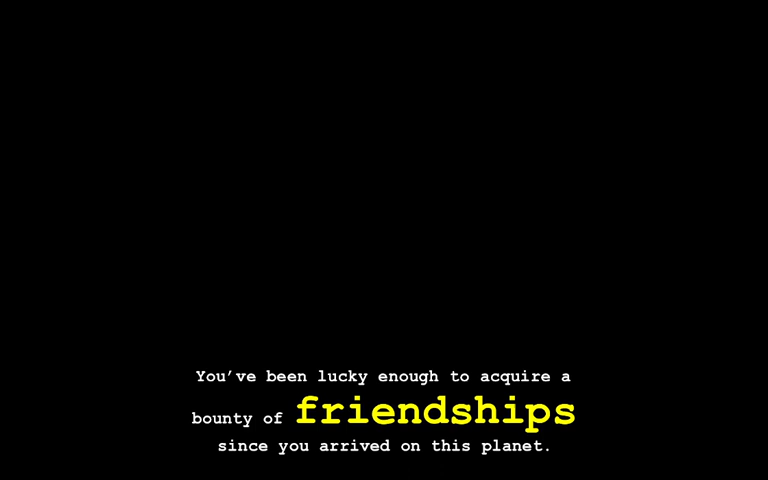 You’ve been lucky enough to acquire a
bounty of friendships
since you arrived on this planet.